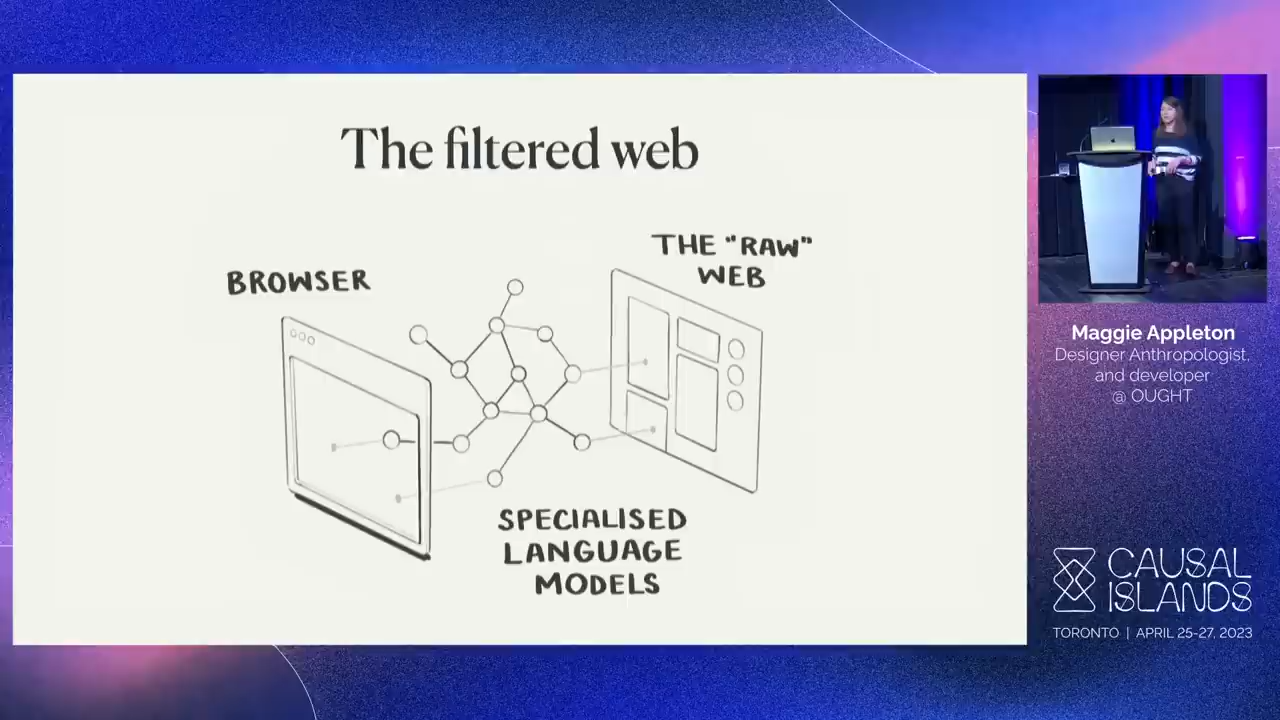 The filtered web
BROWSER
THE "RAW"
WEB
SPECIALISED
LANGUAGE
MODELS
Maggie Appleton
Designer Anthropologist,
and developer
@ OUGHT
CAUSAL
ISLANDS
TORONTO | APRIL 25-27, 2023